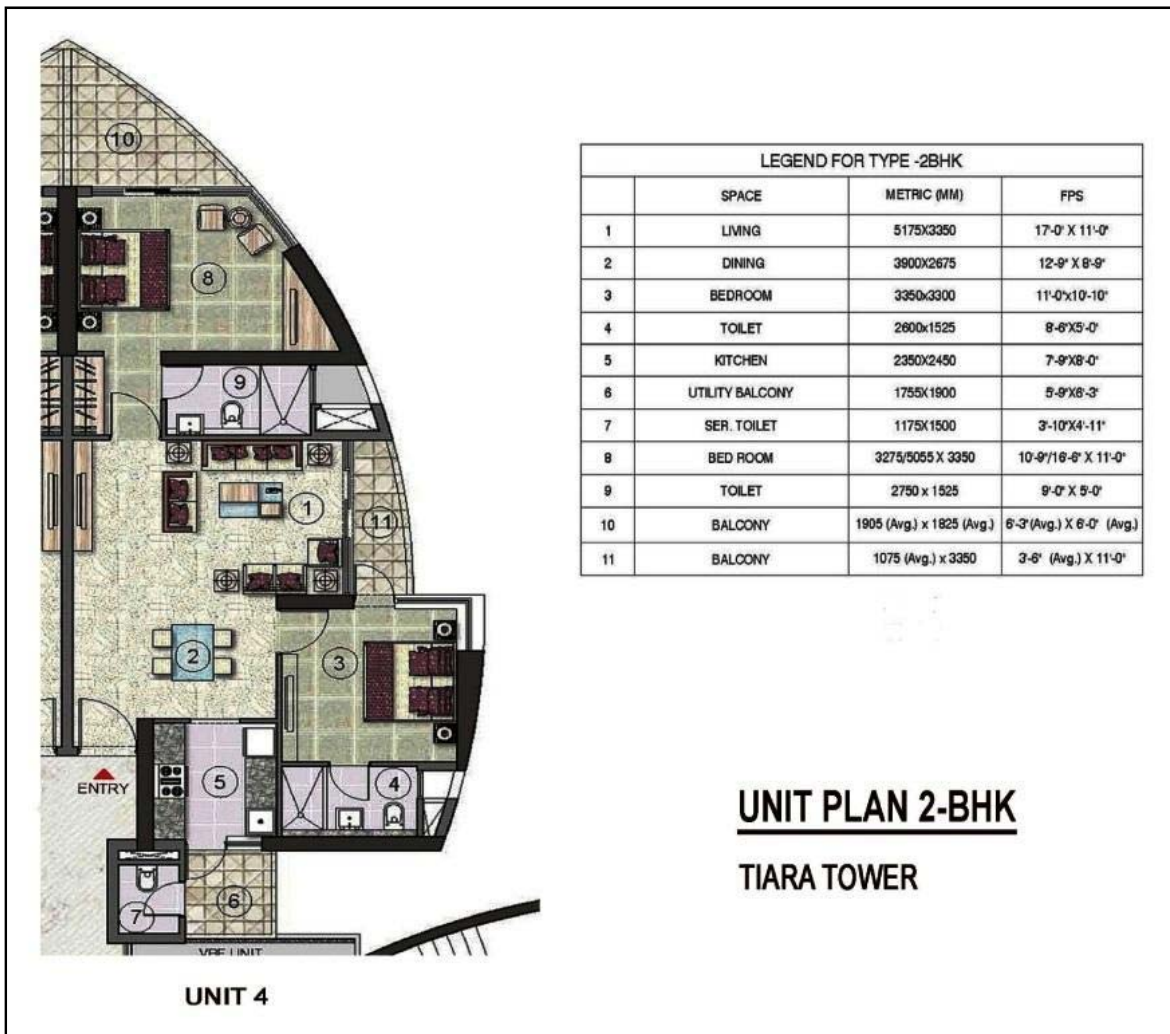 10
8
9
1
11
2
3
ENTRY
5
4
6
7
VRF UNIT
UNIT 4
LEGEND FOR TYPE -2BHK
SPACE METRIC (MM) FPS
1 LIVING 5175X3350 17'-0" X 11'-0"
2 DINING 3900X2675 12'-9" X 8'-9"
3 BEDROOM 3350x3300 11'-0"x10'-10"
4 TOILET 2600x1525 8'-6"X5'-0"
5 KITCHEN 2350X2450 7'-9"X8'-0"
6 UTILITY BALCONY 1755X1900 5'-9"X6'-3"
7 SER. TOILET 1175X1500 3'-10"X4'-11"
8 BED ROOM 3275/5055 X 3350 10'-9"/16'-6" X 11'-0"
9 TOILET 2750 x 1525 9'-0" X 5'-0"
10 BALCONY 1905 (Avg.) x 1825 (Avg.) 6'-3"(Avg.) X 6'-0" (Avg.)
11 BALCONY 1075 (Avg.) x 3350 3'-6" (Avg.) X 11'-0"
UNIT PLAN 2-BHK
TIARA TOWER